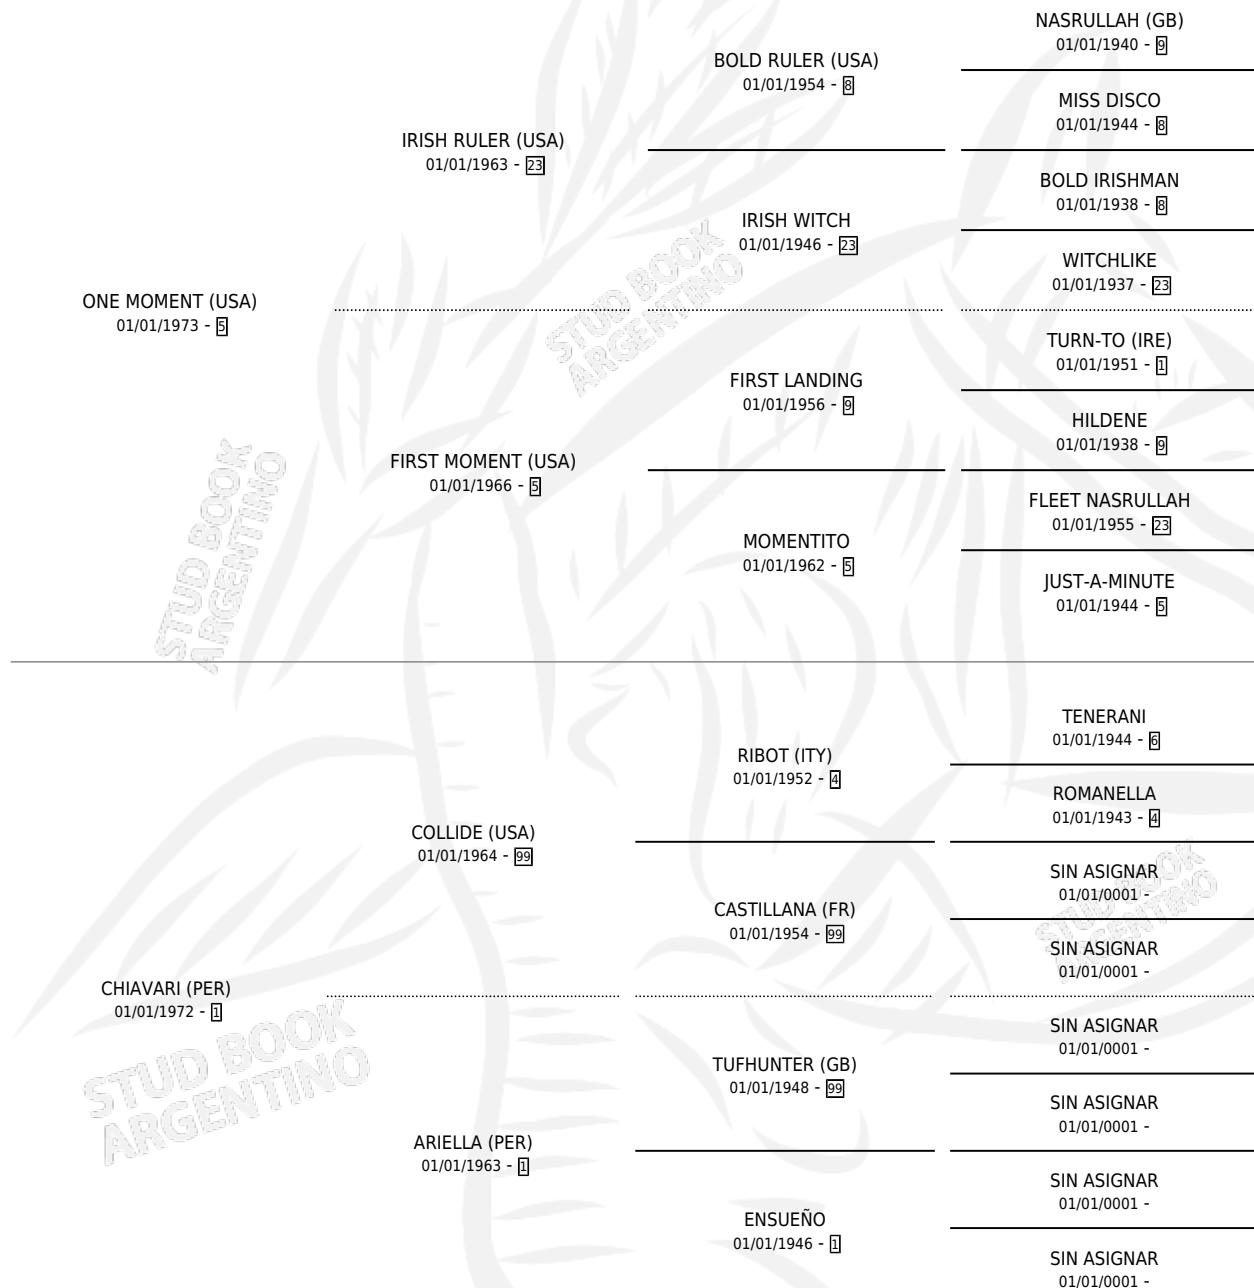 NASRULLAH (GB)
01/01/1940 - 9
BOLD RULER (USA)
01/01/1954 - 8
MISS DISCO
01/01/1944 - 8
IRISH RULER (USA)
01/01/1963 - 23
BOLD IRISHMAN
01/01/1938 - 8
IRISH WITCH
01/01/1946 - 23
WITCHLIKE
01/01/1937 - 23
ONE MOMENT (USA)
01/01/1973 - 5
TURN-TO (IRE)
01/01/1951 - 1
FIRST LANDING
01/01/1956 - 9
HILDENE
01/01/1938 - 9
FIRST MOMENT (USA)
01/01/1966 - 5
FLEET NASRULLAH
01/01/1955 - 23
MOMENTITO
01/01/1962 - 5
JUST-A-MINUTE
01/01/1944 - 5
TENERANI
01/01/1944 - 6
RIBOT (ITY)
01/01/1952 - 4
ROMANELLA
01/01/1943 - 4
COLLIDE (USA)
01/01/1964 - 99
SIN ASIGNAR
01/01/0001 -
CASTILLANA (FR)
01/01/1954 - 99
SIN ASIGNAR
01/01/0001 -
CHIAVARI (PER)
01/01/1972 - 1
SIN ASIGNAR
01/01/0001 -
TUFHUNTER (GB)
01/01/1948 - 99
SIN ASIGNAR
01/01/0001 -
ARIELLA (PER)
01/01/1963 - 1
SIN ASIGNAR
01/01/0001 -
ENSUEÑO
01/01/1946 - 1
SIN ASIGNAR
01/01/0001 -
STUD BOOK
ARGENTINO
STUD BOOK
ARGENTINO
STUD BOOK
ARGENTINO
STUD BOOK
ARGENTINO